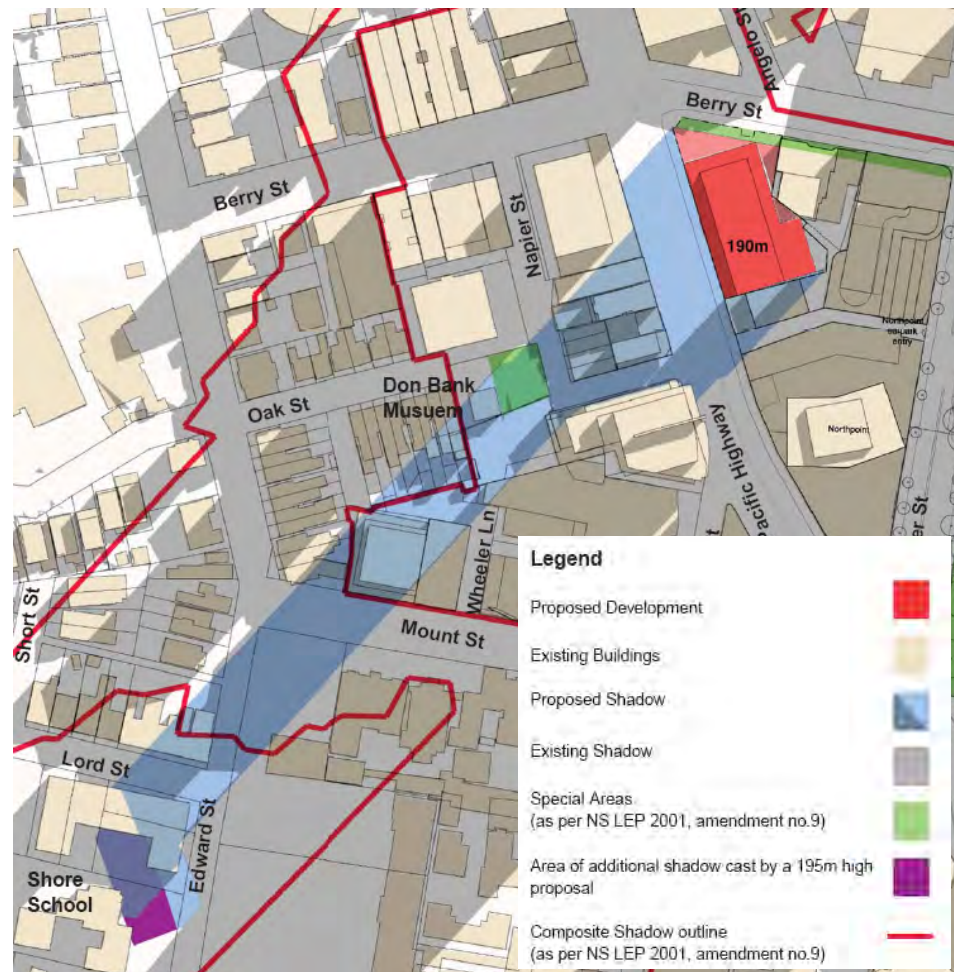 Angelo St
Berry St
Berry St
Napier St
190m
Northpoint
carpark
entry
Don Bank
Musuem
Oak St
Northpoint
Pacific Highway
Wheeler Ln
Short St
Mount St
Lord St
Edward St
Shore
School
Legend
Proposed Development
Existing Buildings
Proposed Shadow
Existing Shadow
Special Areas
(as per NS LEP 2001, amendment no.9)
Area of additional shadow cast by a 195m high
proposal
Composite Shadow outline
(as per NS LEP 2001, amendment no.9)